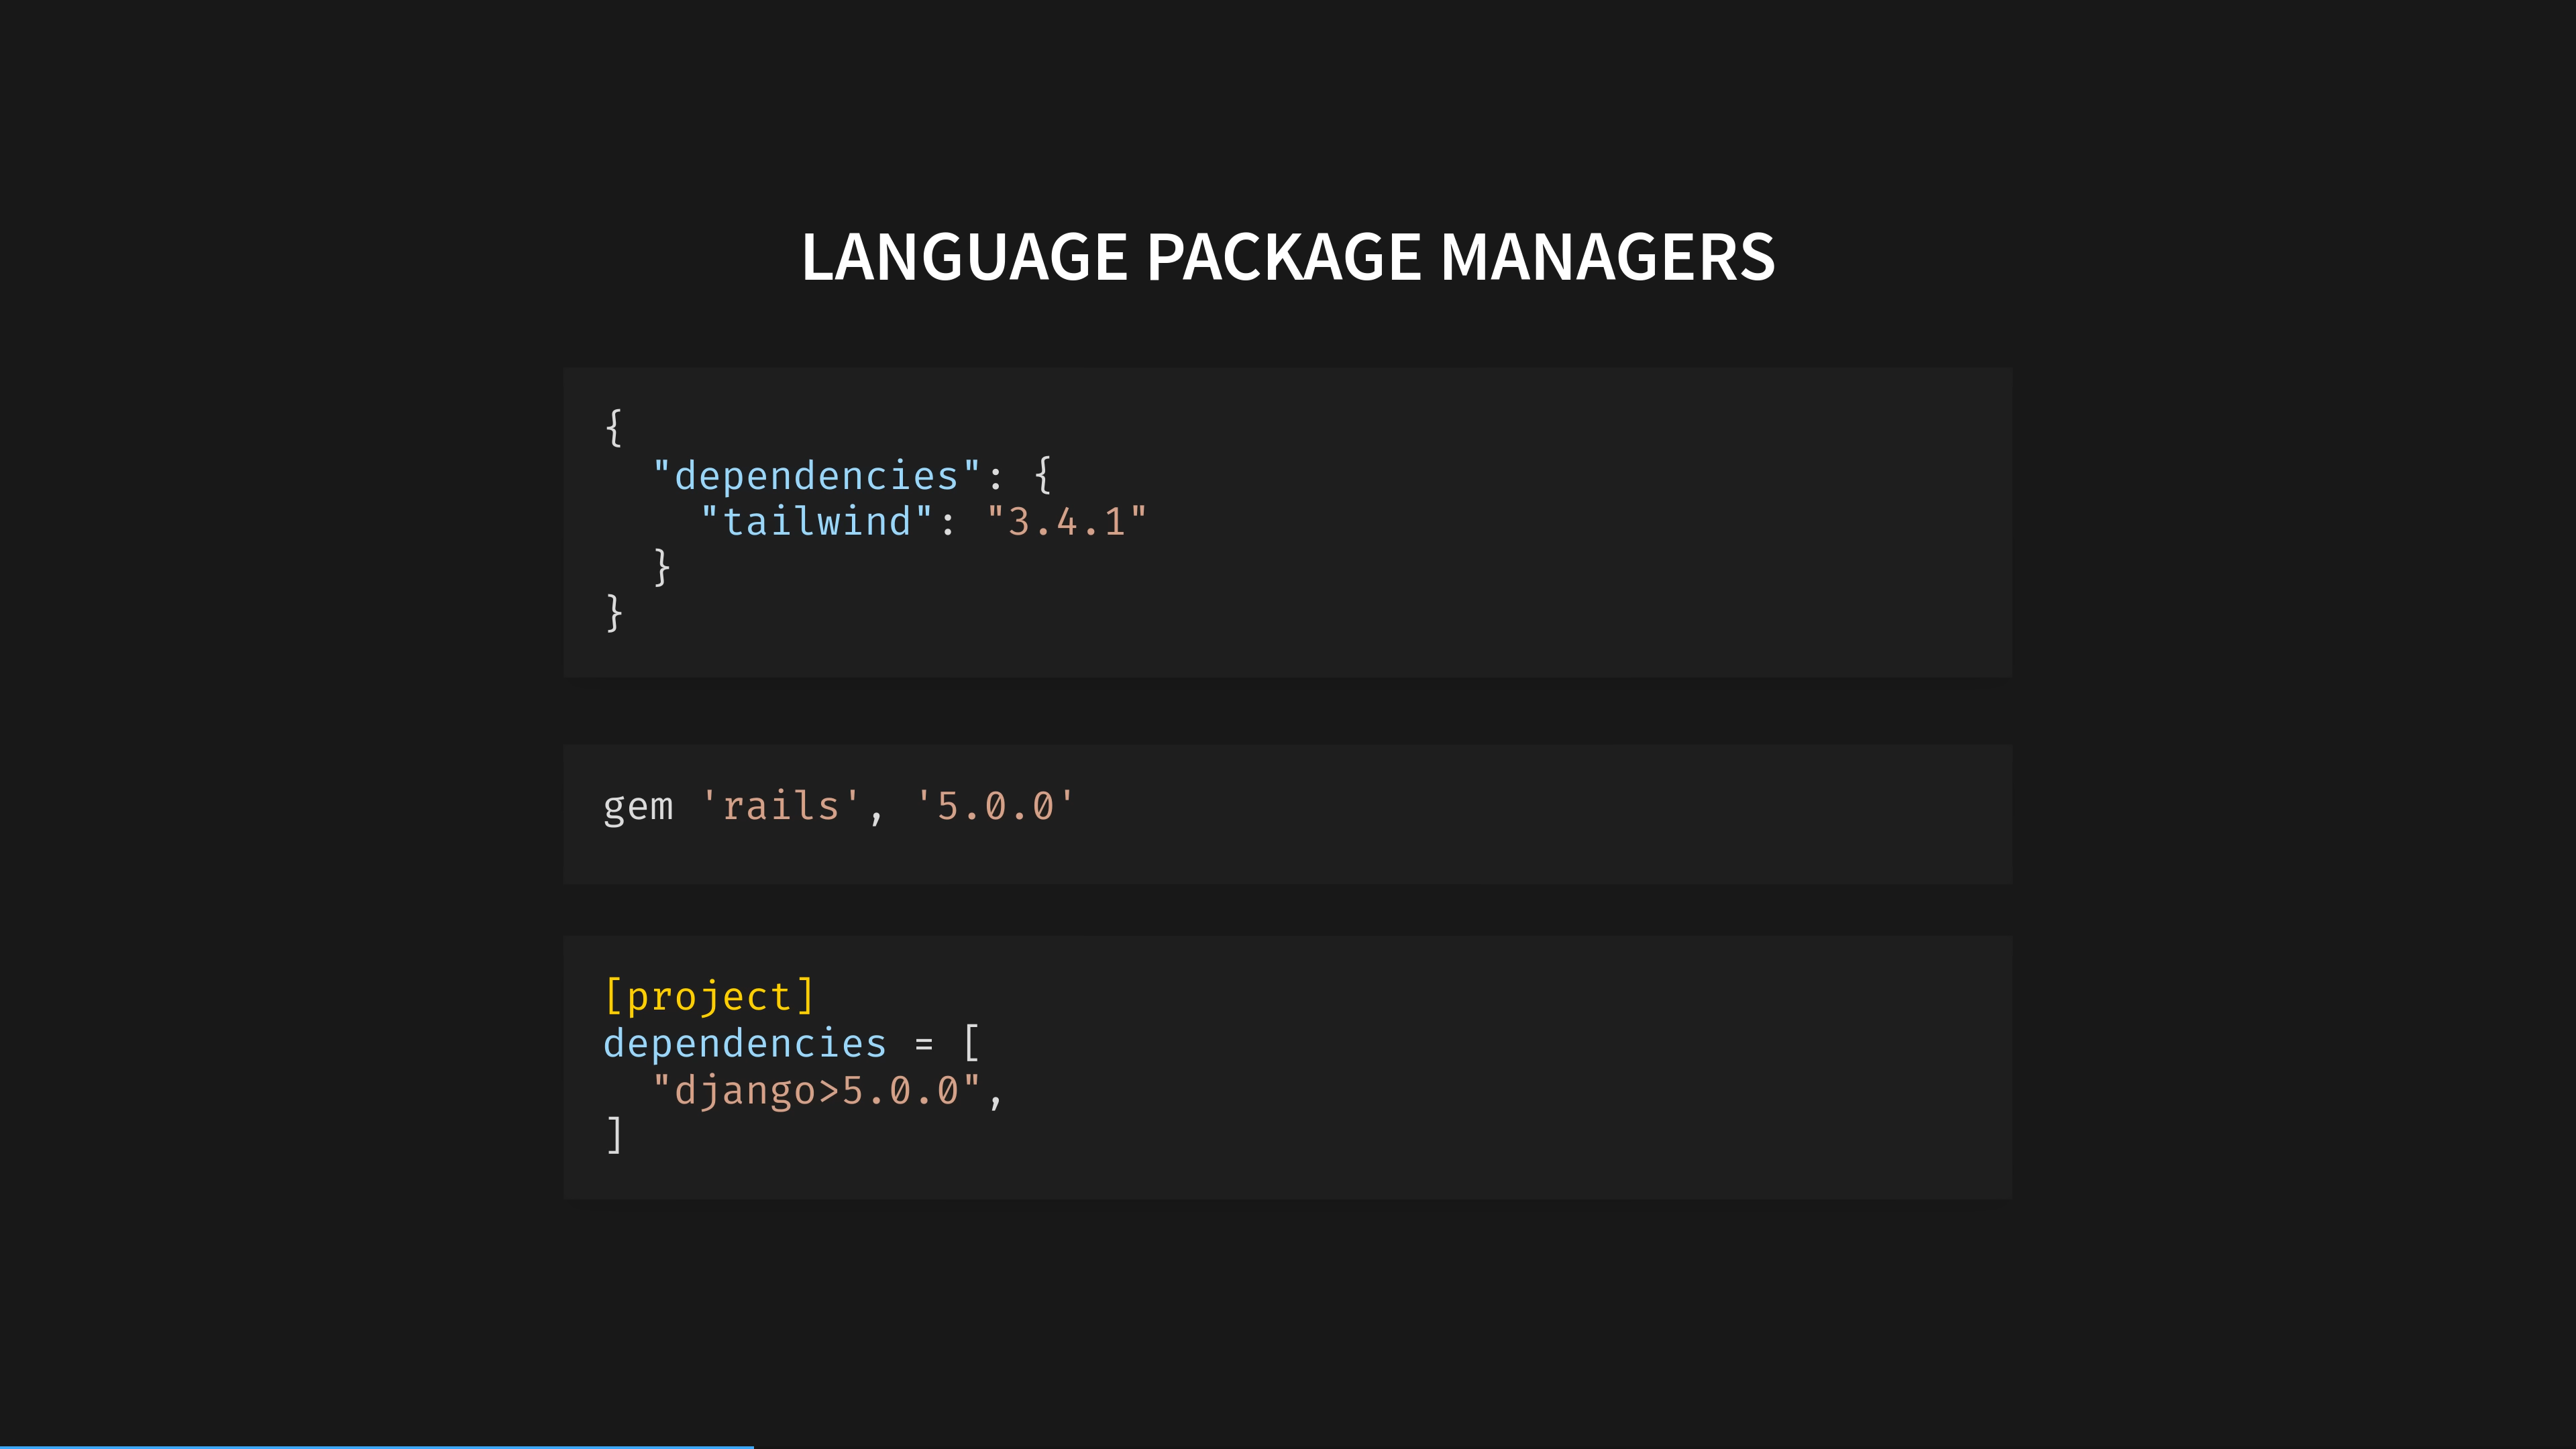 LANGUAGE PACKAGE MANAGERS
{
  "dependencies": {
    "tailwind": "3.4.1"
  }
}
gem 'rails', '5.0.0'
[project]
dependencies = [
  "django>5.0.0",
]